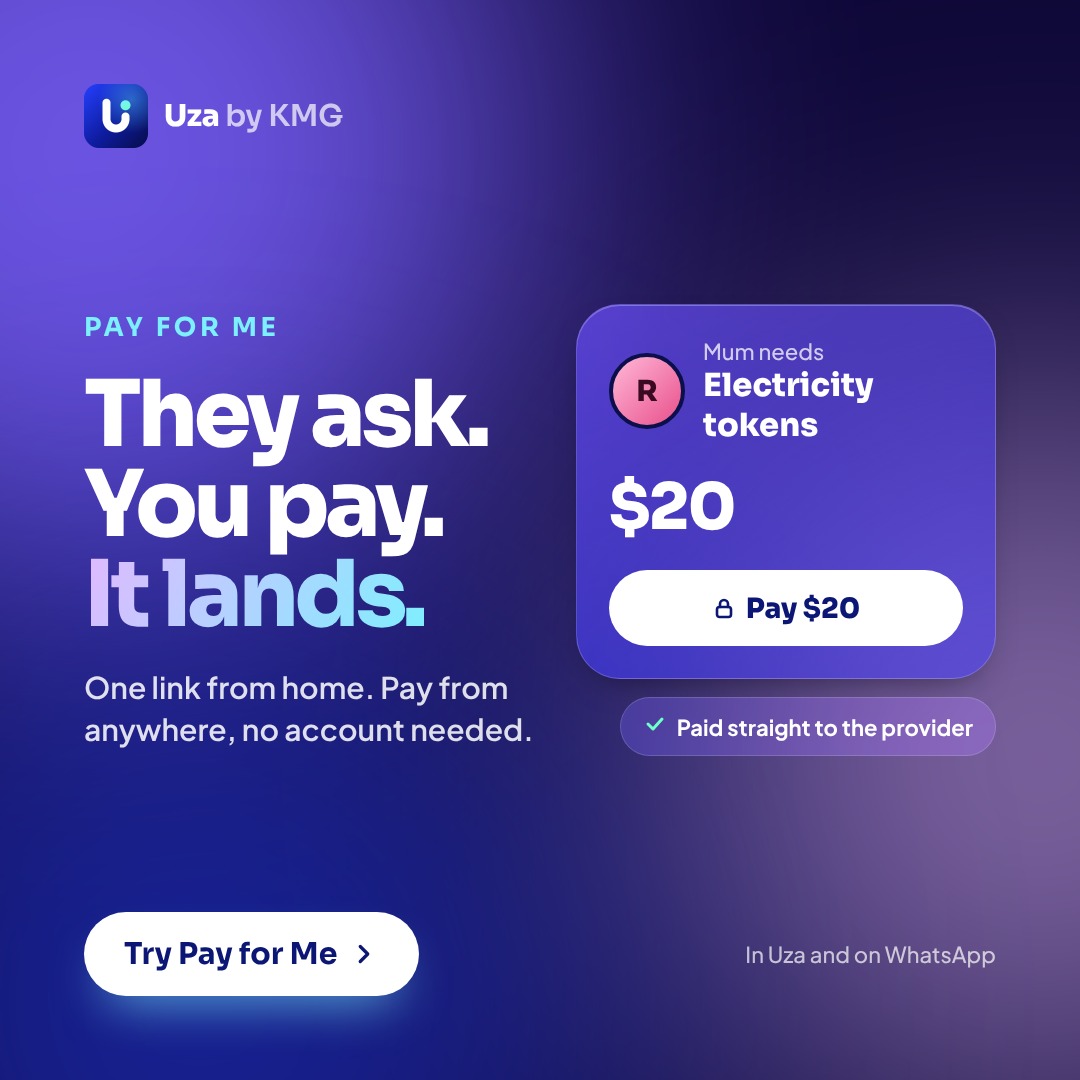 Uza by KMG
PAY FOR ME
They ask.
You pay.
It lands.
One link from home. Pay from
anywhere, no account needed.
R
Mum needs
Electricity
tokens
$20
Pay $20
Paid straight to the provider
Try Pay for Me
In Uza and on WhatsApp